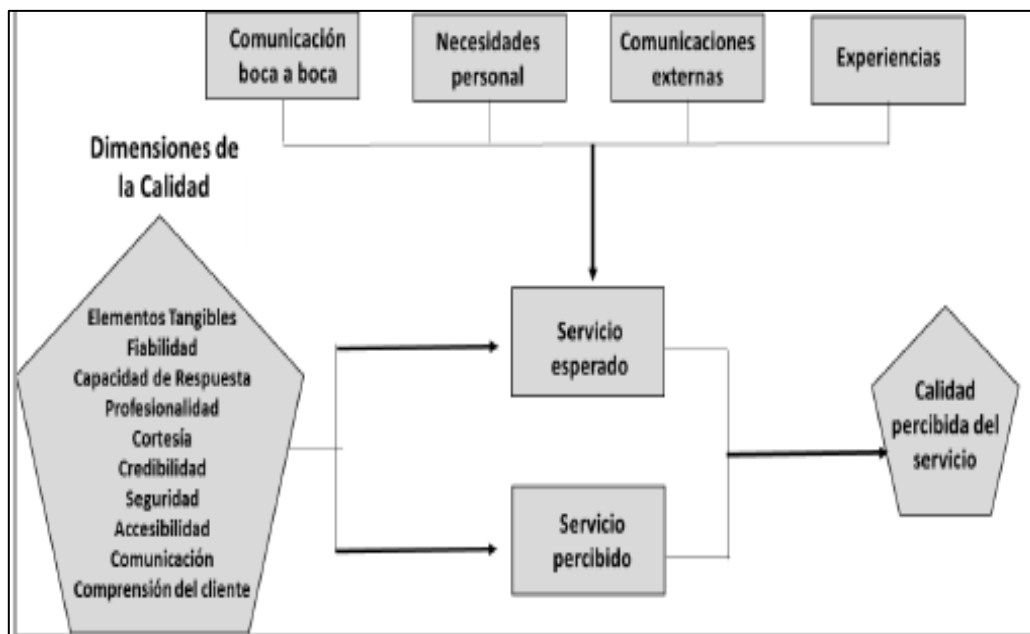 Comunicación
boca a boca
Necesidades
personal
Comunicaciones
externas
Experiencias
Dimensiones de
la Calidad
Elementos Tangibles
Fiabilidad
Capacidad de Respuesta
Profesionalidad
Cortesía
Credibilidad
Seguridad
Accesibilidad
Comunicación
Comprensión del cliente
Servicio
esperado
Servicio
percibido
Calidad
percibida del
servicio